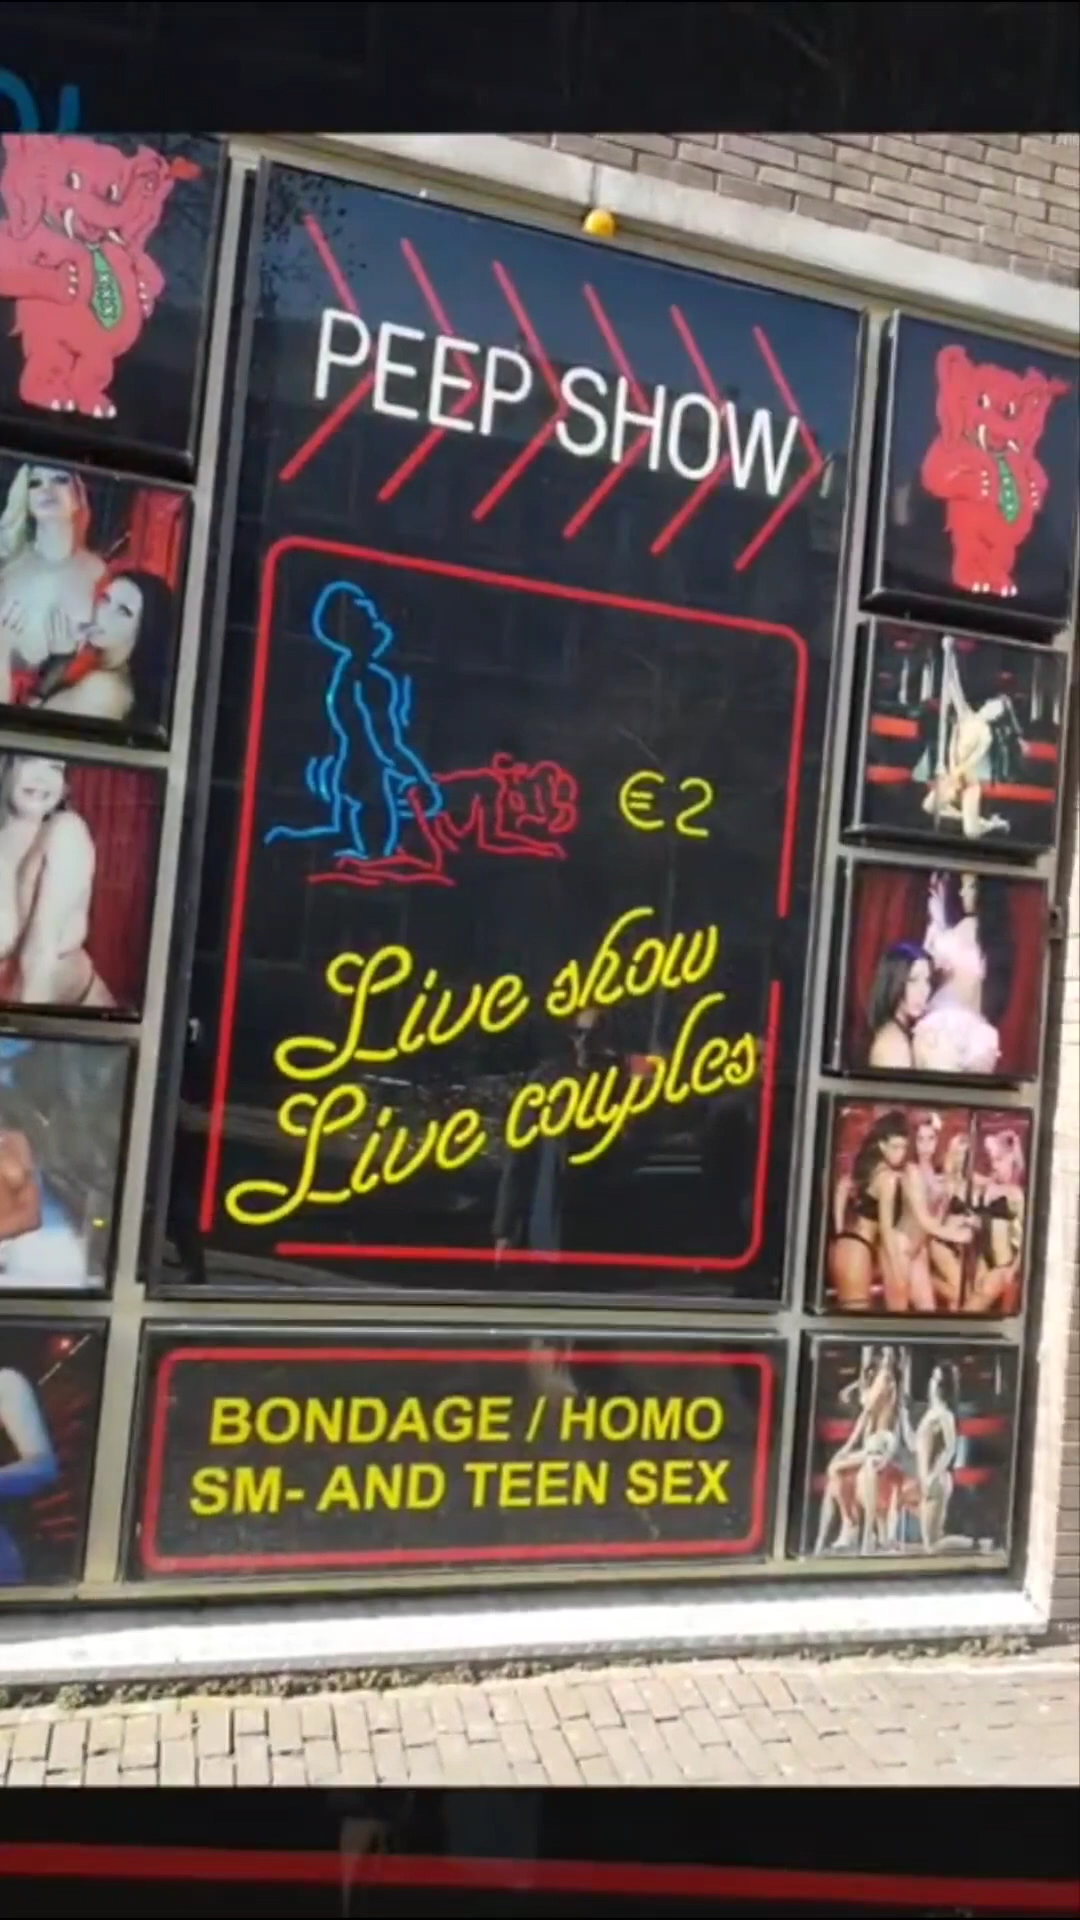 PEEP SHOW
€2
Live show
Live couples
BONDAGE / HOMO
SM- AND TEEN SEX